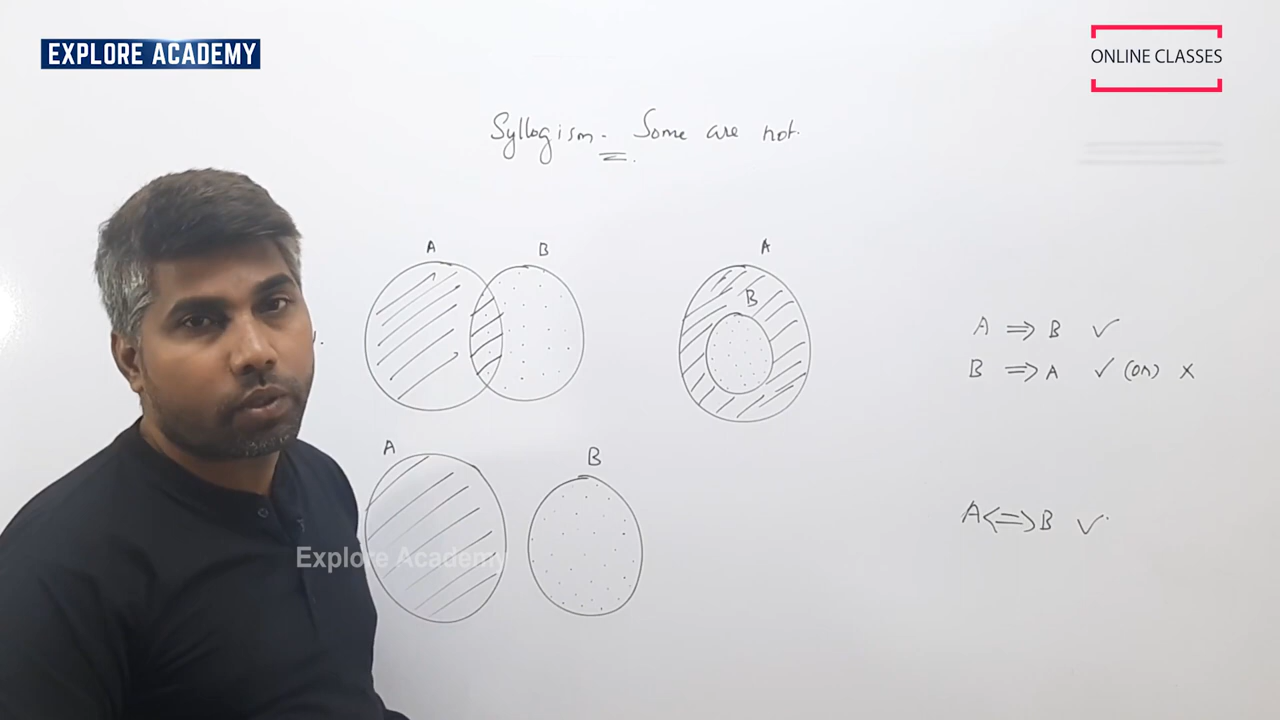 EXPLORE ACADEMY
ONLINE CLASSES
Syllogism - Some are not.
A B
A
B
A ⇒ B ✓
B ⇒ A ✓ (or) ×
A B
A <=> B ✓
Explore Academy